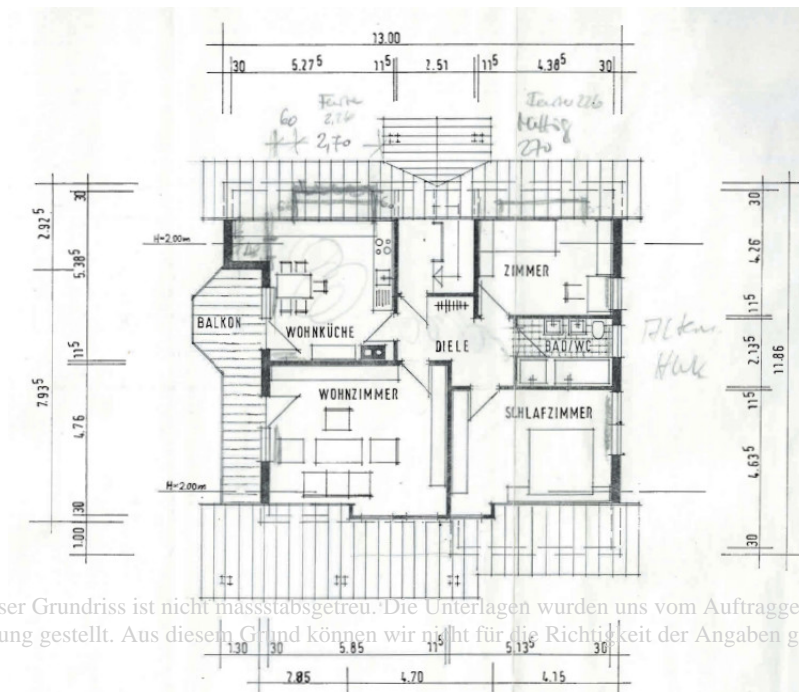 13.00
30 5.27⁵ 11⁵ 2.51 11⁵ 4.38⁵ 30
60 2,70
270
30
2.92⁵
5.38⁵
11⁵
7.93⁵
4.76
30
1.00
H=2.00m
ZIMMER
BALKON
WOHNKÜCHE
DIELE
BAD/WC
WOHNZIMMER
SCHLAFZIMMER
H=2.00m
30
4.26
11⁵
2.13⁵
11.86
11⁵
4.63⁵
30
ser Grundriss ist nicht massstabsgetreu. Die Unterlagen wurden uns vom Auftragge
ung gestellt. Aus diesem Grund können wir nicht für die Richtigkeit der Angaben g
1.30 30 5.85 11⁵ 5.13⁵ 30
2.85 4.70 4.15